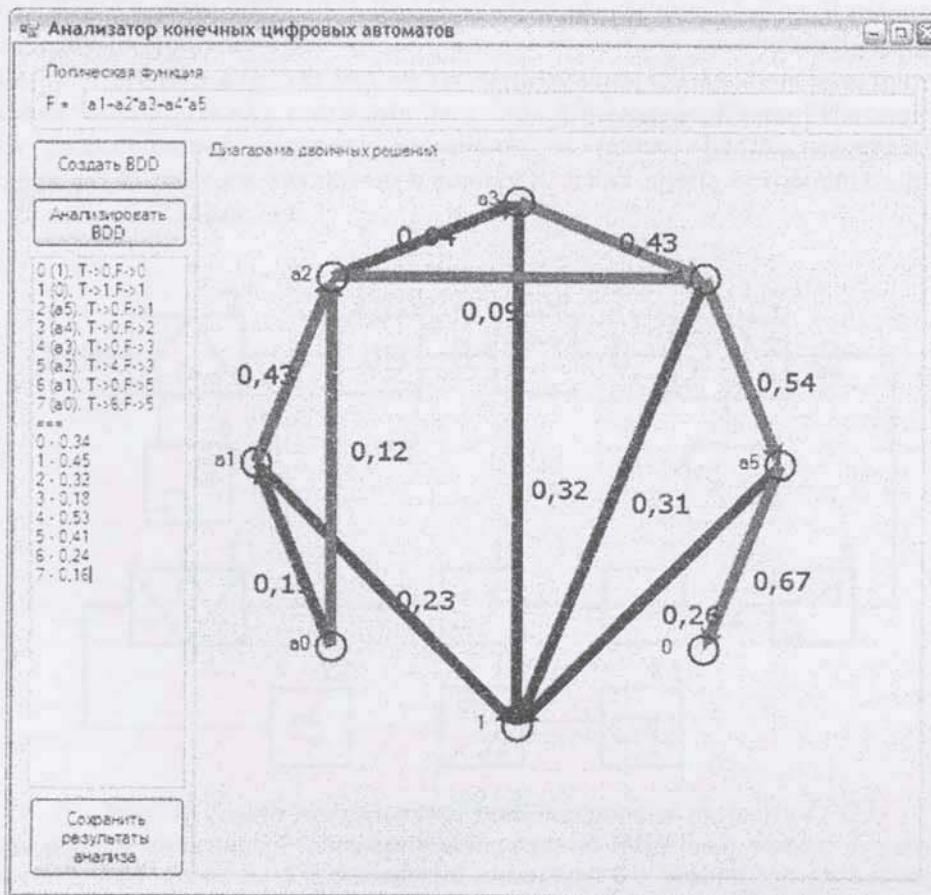 Анализатор конечных цифровых автоматов
Логическая функция
F = a1-a2*a3-a4*a5
Создать BDD
Диаграма двоичных решений
Анализировать
BDD
0 (1), T->0,F->0
1 (0), T->1,F->1
2 (a5), T->0,F->1
3 (a4), T->0,F->2
4 (a3), T->0,F->3
5 (a2), T->4,F->3
6 (a1), T->0,F->5
7 (a0), T->6,F->5
===
0 - 0.34
1 - 0.45
2 - 0.33
3 - 0.18
4 - 0.53
5 - 0.41
6 - 0.24
7 - 0.16
a3
0,43
a2
0,09
0,43
0,54
0,12
a1
a5
0,32
0,31
0,23
0,67
0,26
a0
0
1
Сохранить
результаты
анализа